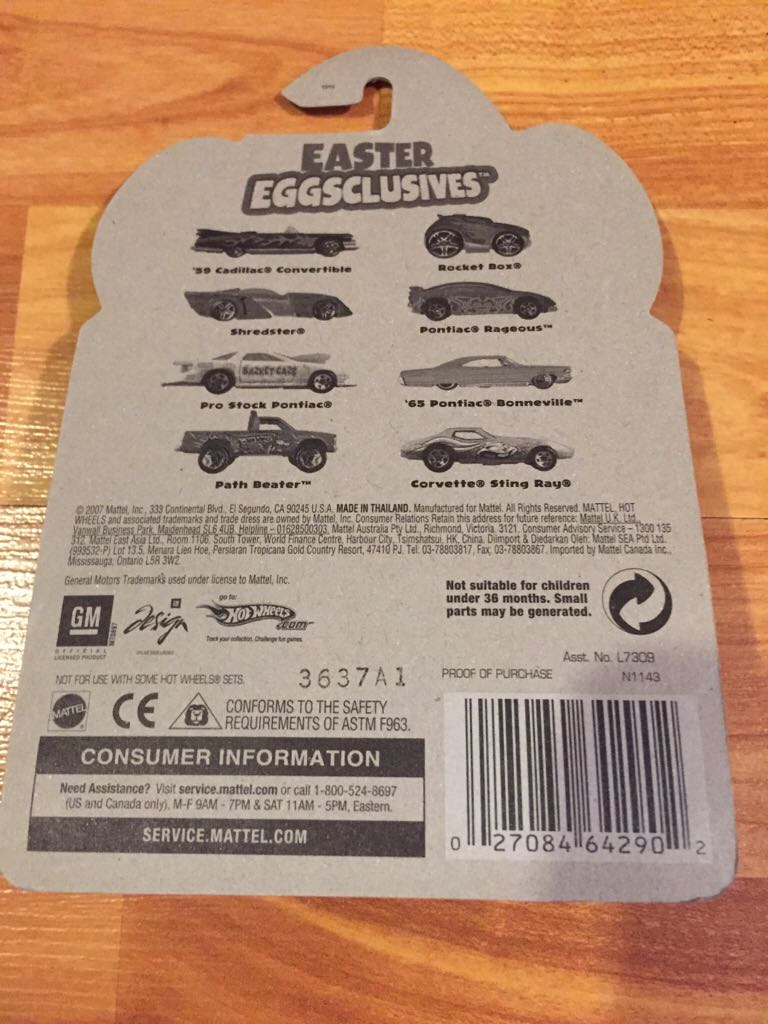 EASTER
EGGSCLUSIVES™
'59 Cadillac® Convertible
Rocket Box®
Shredster®
Pontiac® Rageous™
BASKET CASE
Pro Stock Pontiac®
'65 Pontiac® Bonneville™
Path Beater™
Corvette® Sting Ray®
© 2007 Mattel, Inc., 333 Continental Blvd., El Segundo, CA 90245 U.S.A. MADE IN THAILAND. Manufactured for Mattel. All Rights Reserved. MATTEL, HOT
WHEELS and associated trademarks and trade dress are owned by Mattel, Inc. Consumer Relations Retain this address for future reference: Mattel U.K. Ltd.,
Vanwall Business Park, Maidenhead SL6 4UB. Helpline – 01628500303. Mattel Australia Pty Ltd., Richmond, Victoria. 3121. Consumer Advisory Service – 1300 135
312. Mattel East Asia Ltd., Room 1106, South Tower, World Finance Centre, Harbour City, Tsimshatsui, HK, China. Diimport & Diedarkan Oleh: Mattel SEA Ptd Ltd.
(993532-P) Lot 13.5, Menara Lien Hoe, Persiaran Tropicana Gold Country Resort, 47410 PJ. Tel: 03-78803817, Fax: 03-78803867. Imported by Mattel Canada Inc.,
Mississauga, Ontario L5R 3W2.
General Motors Trademarks used under license to Mattel, Inc.
GM
OFFICIAL
LICENSED PRODUCT
GM
Design
go to:
HOT WHEELS
.com
Track your collection. Challenge fun games.
Not suitable for children
under 36 months. Small
parts may be generated.
Asst. No. L7309
NOT FOR USE WITH SOME HOT WHEELS® SETS.
3637A1
PROOF OF PURCHASE
N1143
MATTEL
CE
CONFORMS TO THE SAFETY
REQUIREMENTS OF ASTM F963.
CONSUMER INFORMATION
Need Assistance? Visit service.mattel.com or call 1-800-524-8697
(US and Canada only), M-F 9AM - 7PM & SAT 11AM - 5PM, Eastern.
SERVICE.MATTEL.COM
0 27084 64290 2